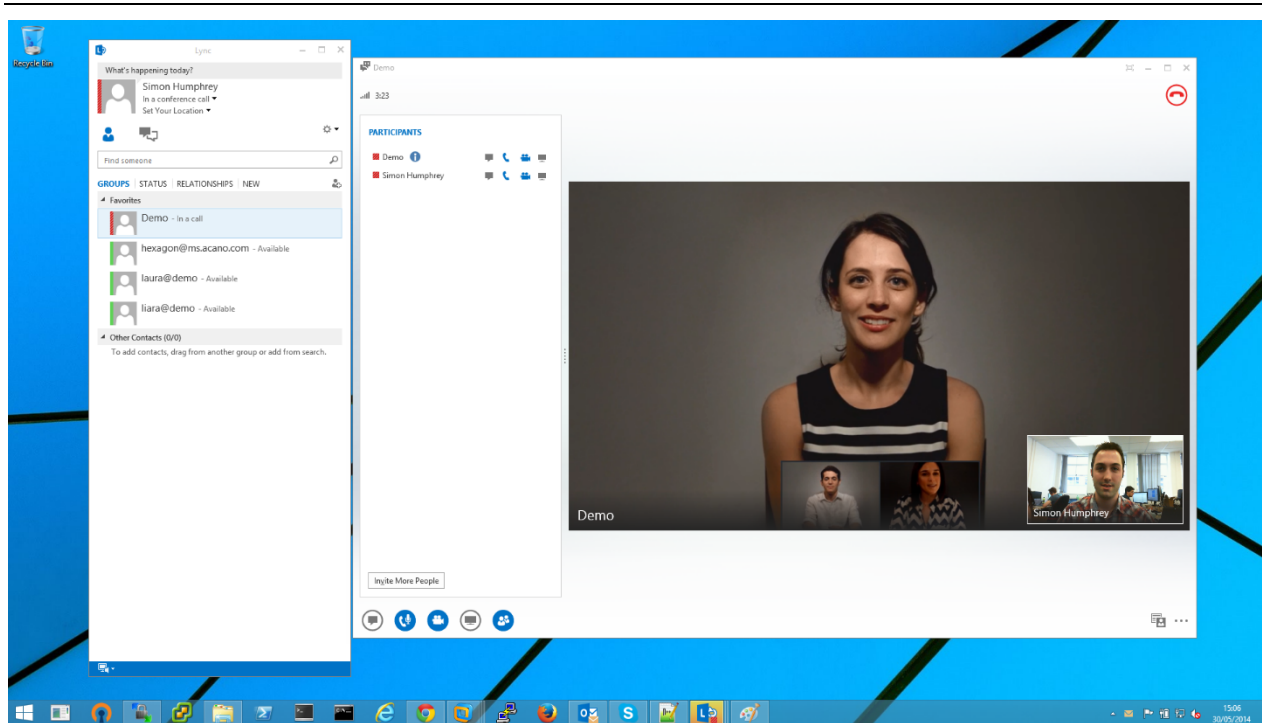 Recycle Bin
Lync
What's happening today?
Simon Humphrey
In a conference call
Set Your Location
Find someone
GROUPS STATUS RELATIONSHIPS NEW
Favorites
Demo - In a call
hexagon@ms.acano.com - Available
laura@demo - Available
liara@demo - Available
Other Contacts (0/0)
To add contacts, drag from another group or add from search.
Demo
3:23
PARTICIPANTS
Demo
Simon Humphrey
Demo
Simon Humphrey
Invite More People
15:06
30/05/2014